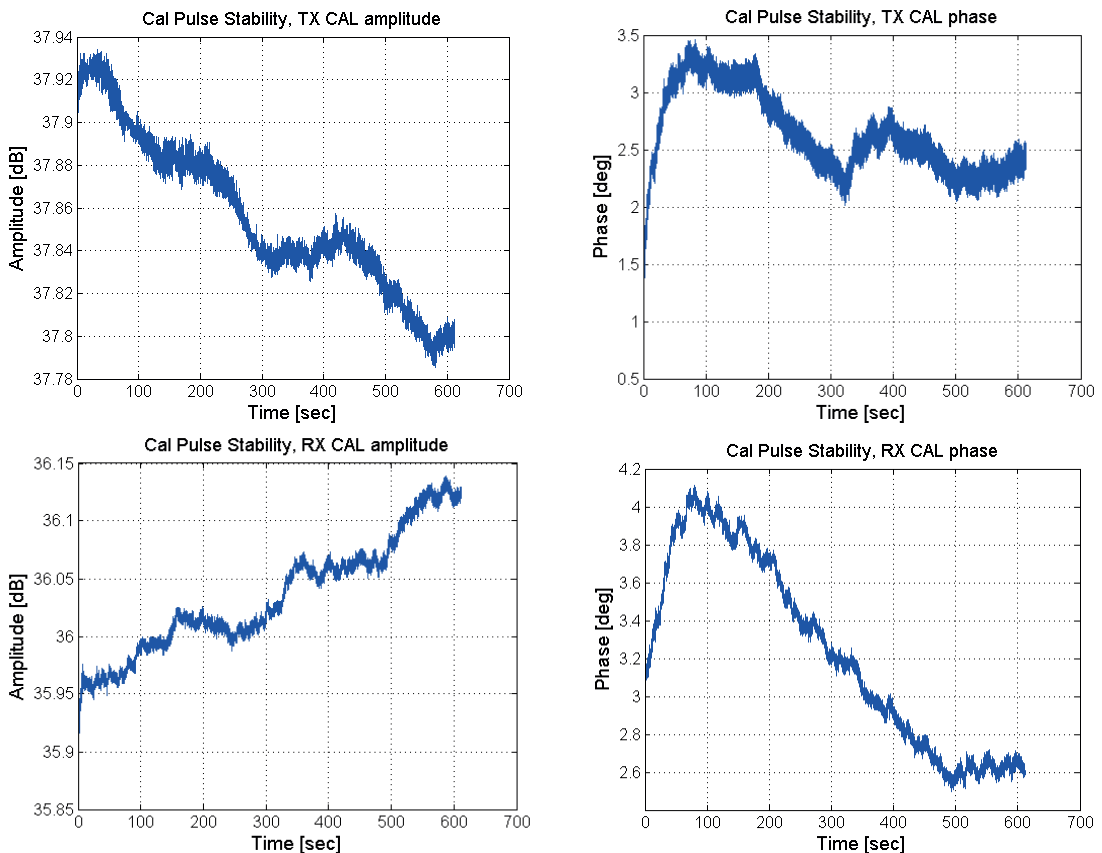 Cal Pulse Stability, TX CAL amplitude
Amplitude [dB]
37.94
37.92
37.9
37.88
37.86
37.84
37.82
37.8
37.78
0 100 200 300 400 500 600 700
Time [sec]
Cal Pulse Stability, TX CAL phase
Phase [deg]
3.5
3
2.5
2
1.5
1
0.5
0 100 200 300 400 500 600 700
Time [sec]
Cal Pulse Stability, RX CAL amplitude
Amplitude [dB]
36.15
36.1
36.05
36
35.95
35.9
35.85
0 100 200 300 400 500 600 700
Time [sec]
Cal Pulse Stability, RX CAL phase
Phase [deg]
4.2
4
3.8
3.6
3.4
3.2
3
2.8
2.6
0 100 200 300 400 500 600 700
Time [sec]